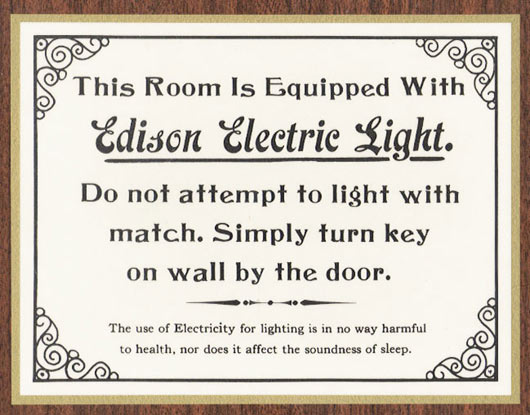 This Room Is Equipped With
Edison Electric Light.
Do not attempt to light with
match. Simply turn key
on wall by the door.
The use of Electricity for lighting is in no way harmful
to health, nor does it affect the soundness of sleep.